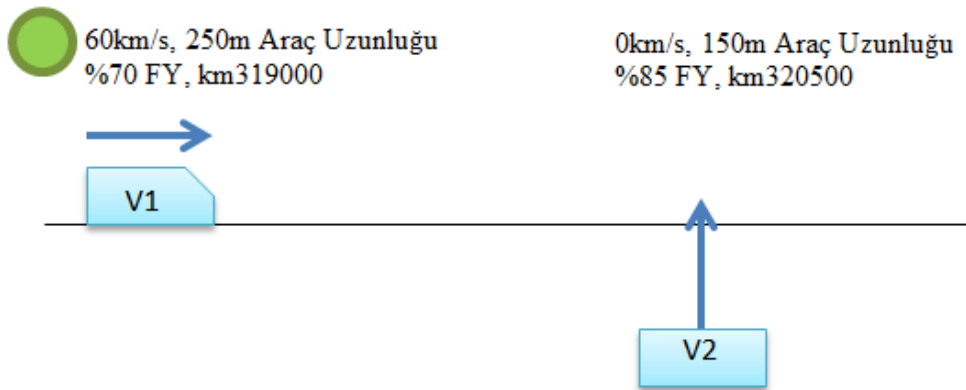 60km/s, 250m Araç Uzunluğu
%70 FY, km319000
0km/s, 150m Araç Uzunluğu
%85 FY, km320500
V1
V2